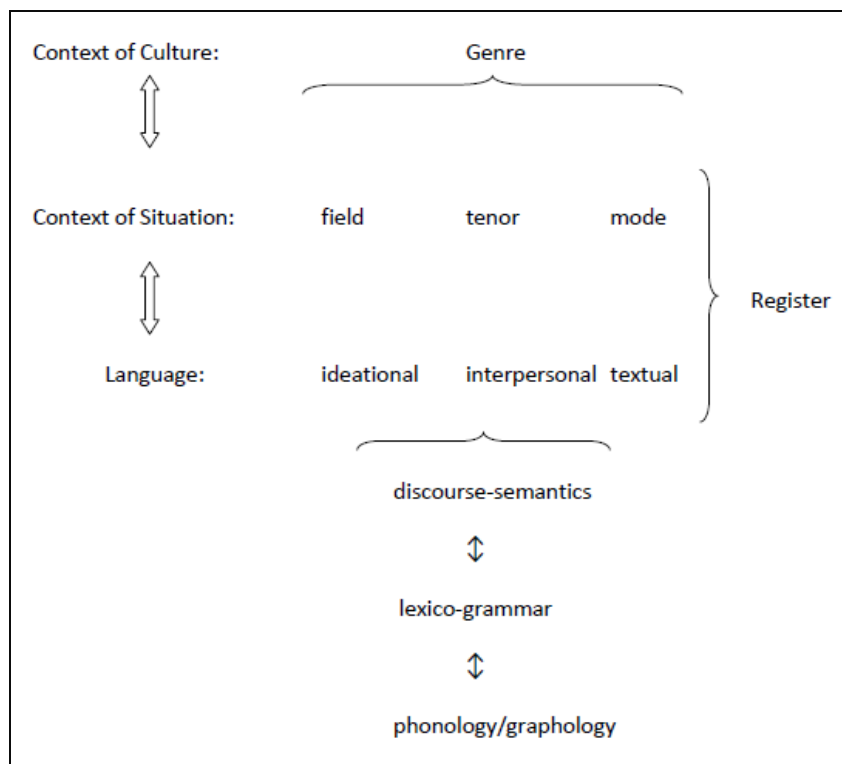 Context of Culture: Genre
Context of Situation: field tenor mode
Register
Language: ideational interpersonal textual
discourse-semantics
lexico-grammar
phonology/graphology